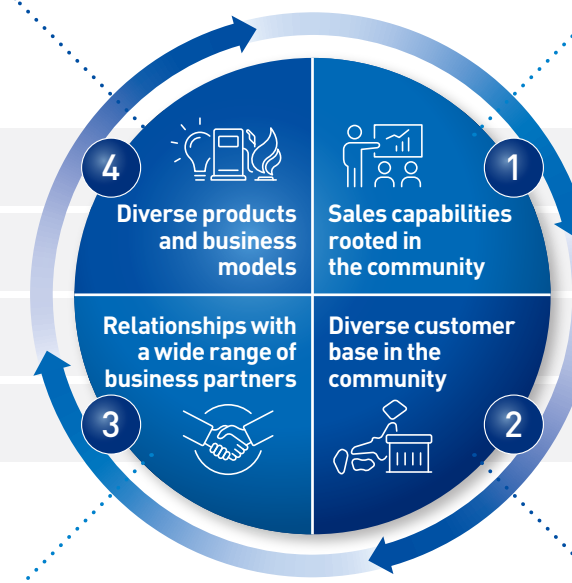 1
Sales capabilities
rooted in
the community
2
Diverse customer
base in the
community
3
Relationships with
a wide range of
business partners
4
Diverse products
and business
models